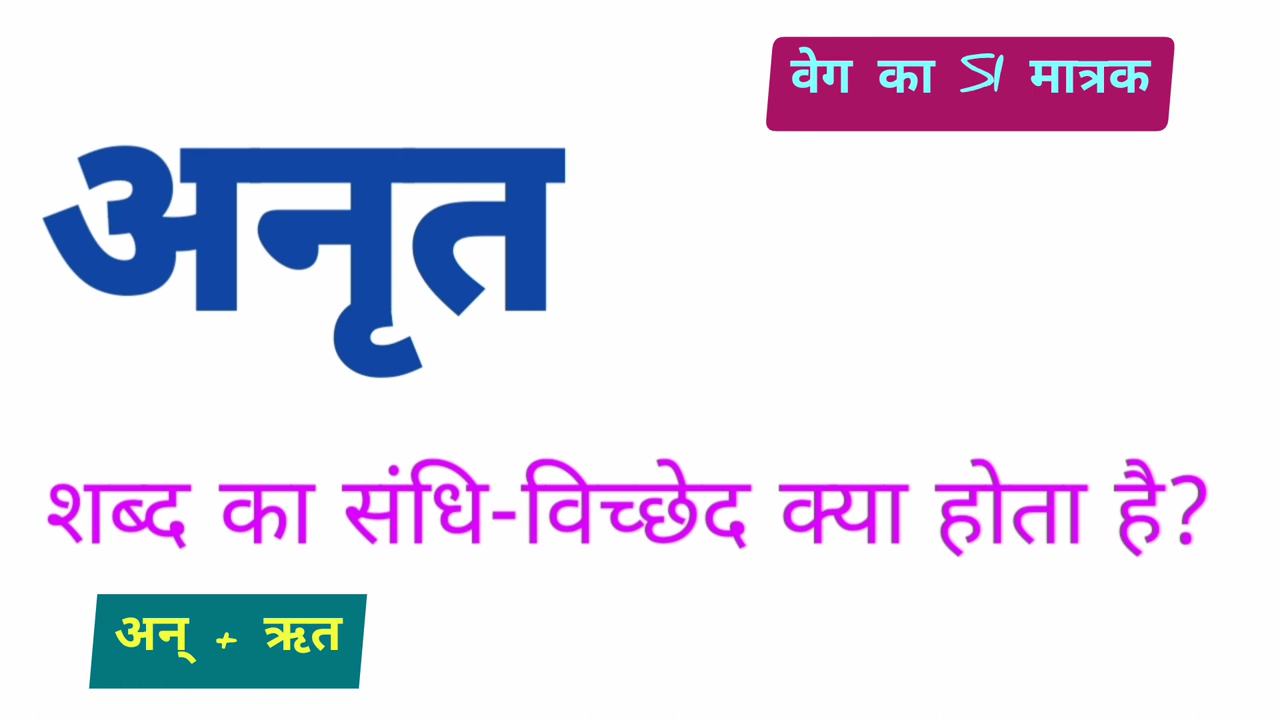 वेग का SI मात्रक
अनृत
शब्द का संधि-विच्छेद क्या होता है?
अन् + ऋत